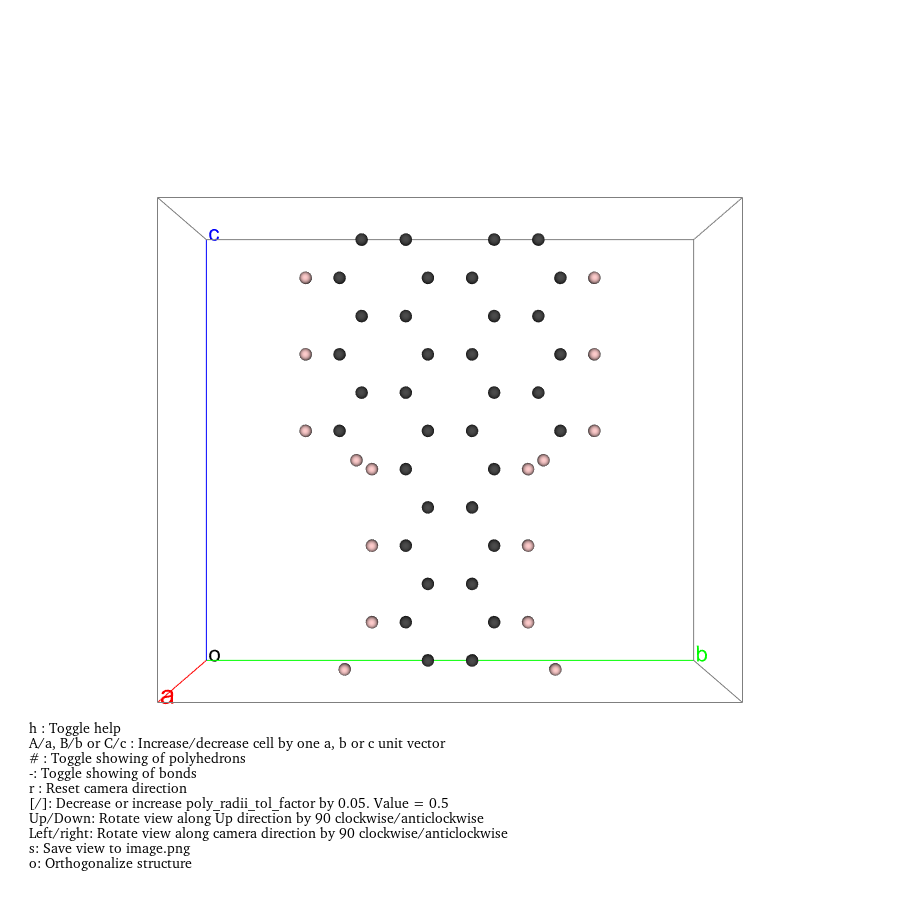 c
o
b
a
h : Toggle help
A/a, B/b or C/c : Increase/decrease cell by one a, b or c unit vector
# : Toggle showing of polyhedrons
-: Toggle showing of bonds
r : Reset camera direction
[/]: Decrease or increase poly_radii_tol_factor by 0.05. Value = 0.5
Up/Down: Rotate view along Up direction by 90 clockwise/anticlockwise
Left/right: Rotate view along camera direction by 90 clockwise/anticlockwise
s: Save view to image.png
o: Orthogonalize structure